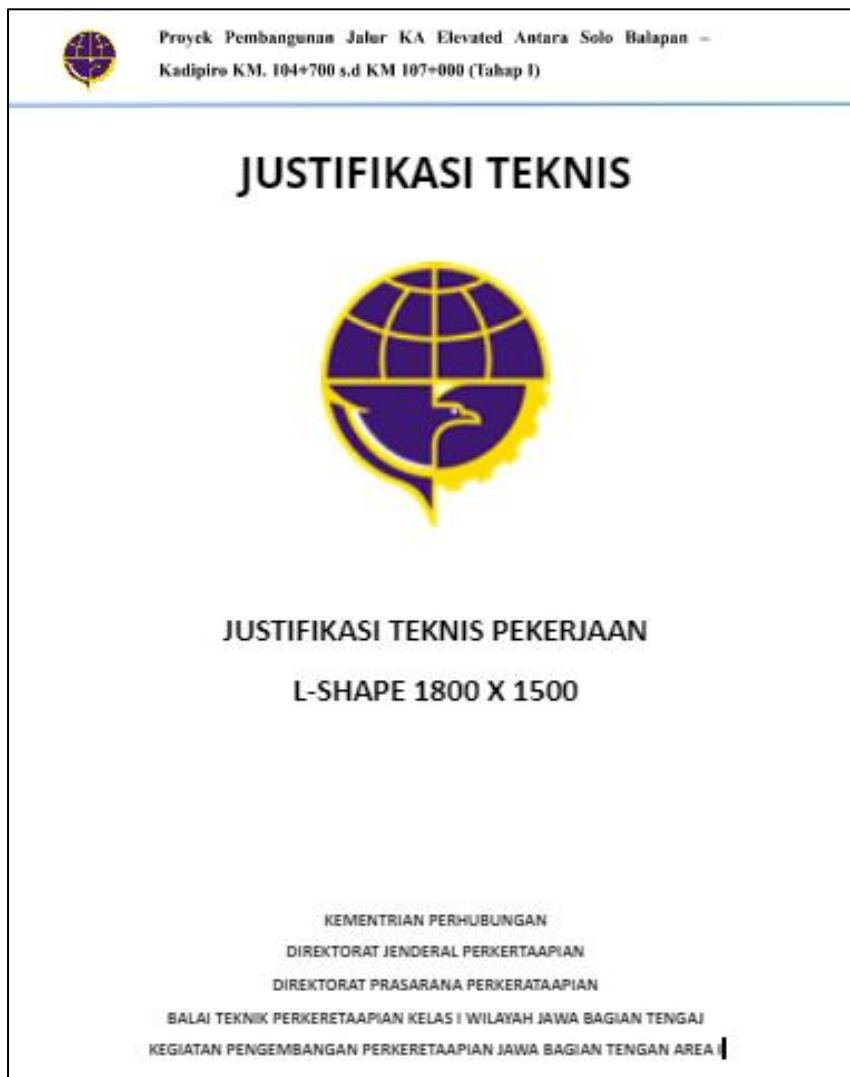 Proyek Pembangunan Jalur KA Elevated Antara Solo Balapan –
Kadipiro KM. 104+700 s.d KM 107+000 (Tahap I)
JUSTIFIKASI TEKNIS
JUSTIFIKASI TEKNIS PEKERJAAN
L-SHAPE 1800 X 1500
KEMENTRIAN PERHUBUNGAN
DIREKTORAT JENDERAL PERKERTAAPIAN
DIREKTORAT PRASARANA PERKERATAAPIAN
BALAI TEKNIK PERKERETAAPIAN KELAS I WILAYAH JAWA BAGIAN TENGAJ
KEGIATAN PENGEMBANGAN PERKERETAAPIAN JAWA BAGIAN TENGAN AREA I